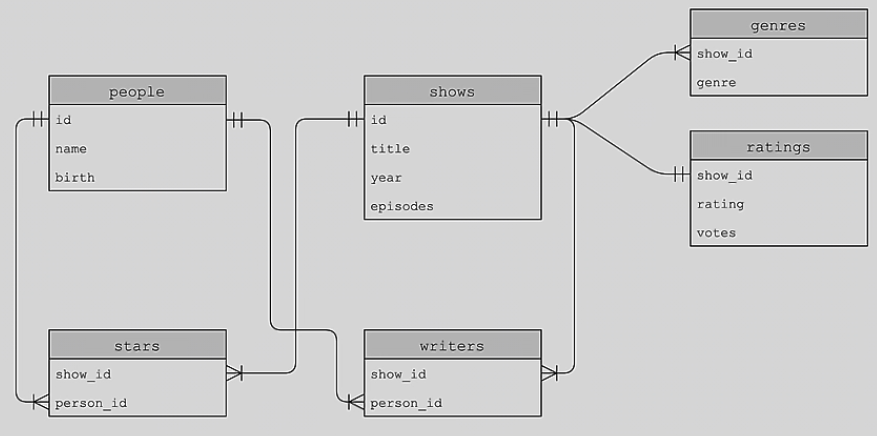 genres
show_id
genre
people
id
name
birth
shows
id
title
year
episodes
ratings
show_id
rating
votes
stars
show_id
person_id
writers
show_id
person_id